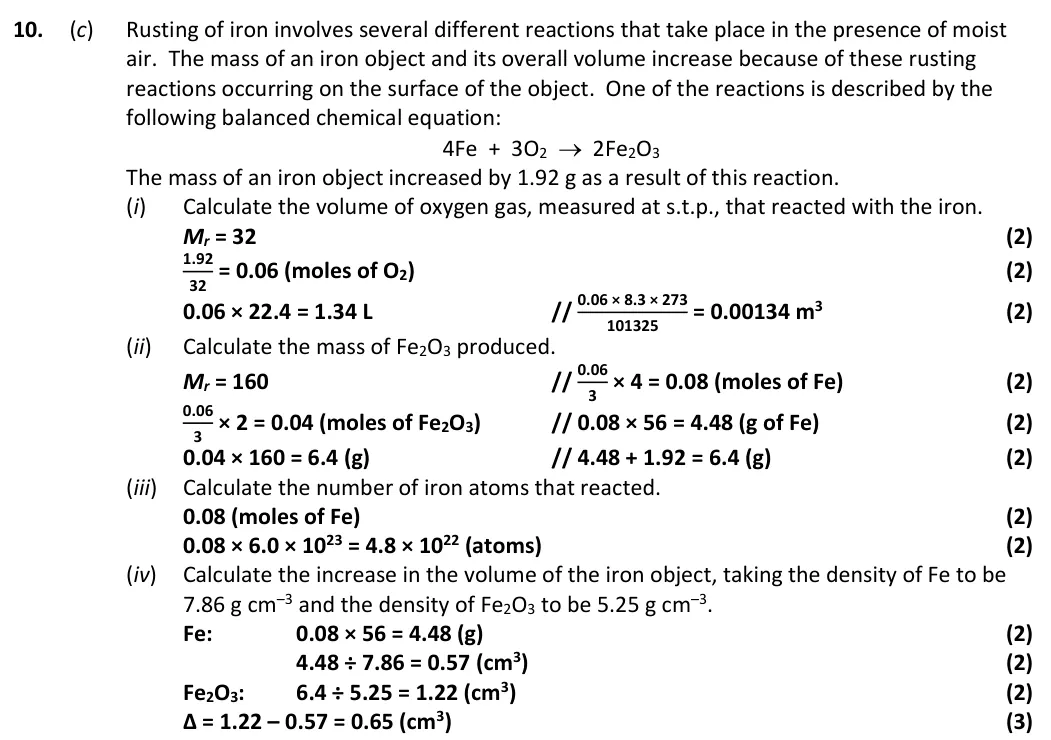 10. (c) Rusting of iron involves several different reactions that take place in the presence of moist
air. The mass of an iron object and its overall volume increase because of these rusting
reactions occurring on the surface of the object. One of the reactions is described by the
following balanced chemical equation:
4Fe + 3O₂ → 2Fe₂O₃
The mass of an iron object increased by 1.92 g as a result of this reaction.
(i) Calculate the volume of oxygen gas, measured at s.t.p., that reacted with the iron.
Mᵣ = 32 (2)
1.92/32 = 0.06 (moles of O₂) (2)
0.06 × 22.4 = 1.34 L // 0.06 × 8.3 × 273/101325 = 0.00134 m³ (2)
(ii) Calculate the mass of Fe₂O₃ produced.
Mᵣ = 160 // 0.06/3 × 4 = 0.08 (moles of Fe) (2)
0.06/3 × 2 = 0.04 (moles of Fe₂O₃) // 0.08 × 56 = 4.48 (g of Fe) (2)
0.04 × 160 = 6.4 (g) // 4.48 + 1.92 = 6.4 (g) (2)
(iii) Calculate the number of iron atoms that reacted.
0.08 (moles of Fe) (2)
0.08 × 6.0 × 10²³ = 4.8 × 10²² (atoms) (2)
(iv) Calculate the increase in the volume of the iron object, taking the density of Fe to be
7.86 g cm⁻³ and the density of Fe₂O₃ to be 5.25 g cm⁻³.
Fe: 0.08 × 56 = 4.48 (g) (2)
4.48 ÷ 7.86 = 0.57 (cm³) (2)
Fe₂O₃: 6.4 ÷ 5.25 = 1.22 (cm³) (2)
Δ = 1.22 – 0.57 = 0.65 (cm³) (3)